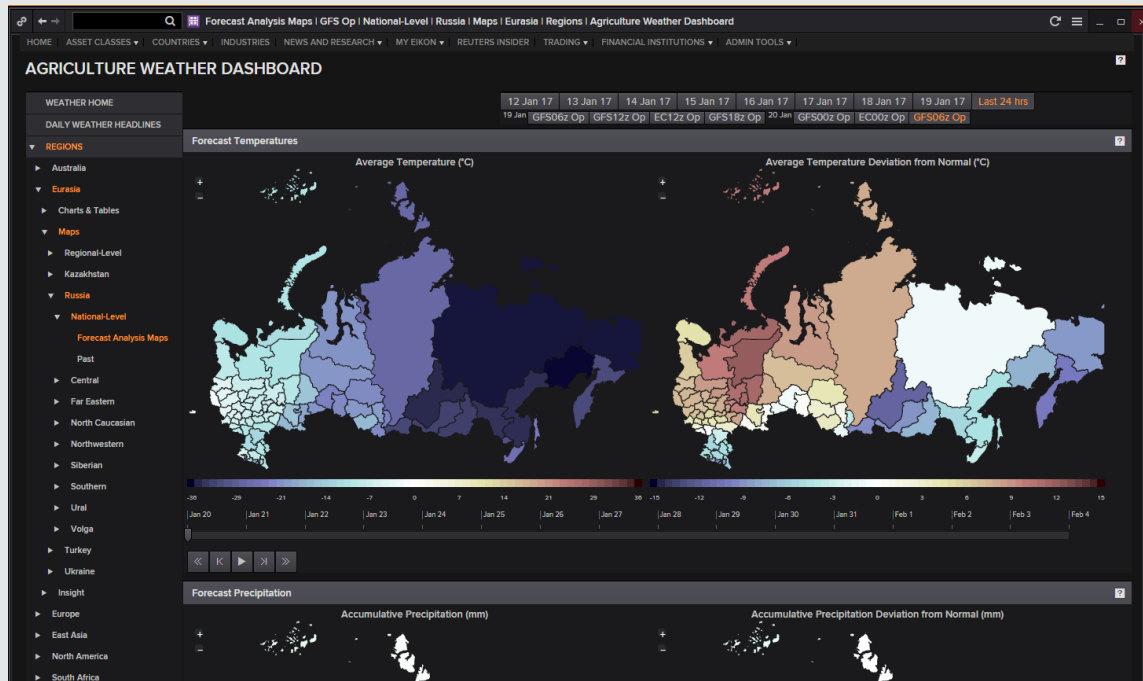 Forecast Analysis Maps | GFS Op | National-Level | Russia | Maps | Eurasia | Regions | Agriculture Weather Dashboard
HOME ASSET CLASSES COUNTRIES INDUSTRIES NEWS AND RESEARCH MY EIKON REUTERS INSIDER TRADING FINANCIAL INSTITUTIONS ADMIN TOOLS
AGRICULTURE WEATHER DASHBOARD
?
WEATHER HOME
DAILY WEATHER HEADLINES
REGIONS
Australia
Eurasia
Charts & Tables
Maps
Regional-Level
Kazakhstan
Russia
National-Level
Forecast Analysis Maps
Past
Central
Far Eastern
North Caucasian
Northwestern
Siberian
Southern
Ural
Volga
Turkey
Ukraine
Insight
Europe
East Asia
North America
South Africa
12 Jan 17 13 Jan 17 14 Jan 17 15 Jan 17 16 Jan 17 17 Jan 17 18 Jan 17 19 Jan 17 Last 24 hrs
19 Jan GFS06z Op GFS12z Op EC12z Op GFS18z Op 20 Jan GFS00z Op EC00z Op GFS06z Op
Forecast Temperatures ?
Average Temperature (°C)
+
–
-36 -29 -21 -14 -7 0 7 14 21 29 36
Average Temperature Deviation from Normal (°C)
+
–
-15 -12 -9 -6 -3 0 3 6 9 12 15
Jan 20 Jan 21 Jan 22 Jan 23 Jan 24 Jan 25 Jan 26 Jan 27 Jan 28 Jan 29 Jan 30 Jan 31 Feb 1 Feb 2 Feb 3 Feb 4
Forecast Precipitation ?
Accumulative Precipitation (mm)
+
–
Accumulative Precipitation Deviation from Normal (mm)
+
–